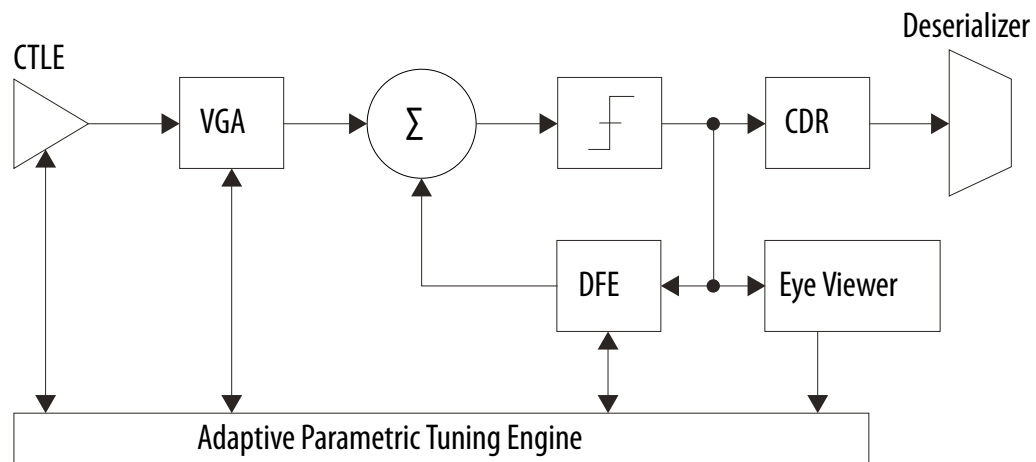 Deserializer
CTLE
VGA
Σ
CDR
DFE
Eye Viewer
Adaptive Parametric Tuning Engine